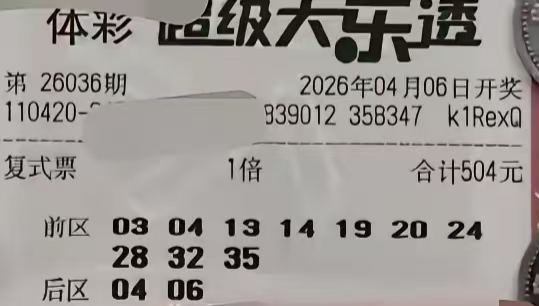 体彩 超级大乐透
第 26036期 2026年04月06日开奖
110420- 839012 358347 k1RexQ
复式票 1倍 合计504元
前区 03 04 13 14 19 20 24
28 32 35
后区 04 06